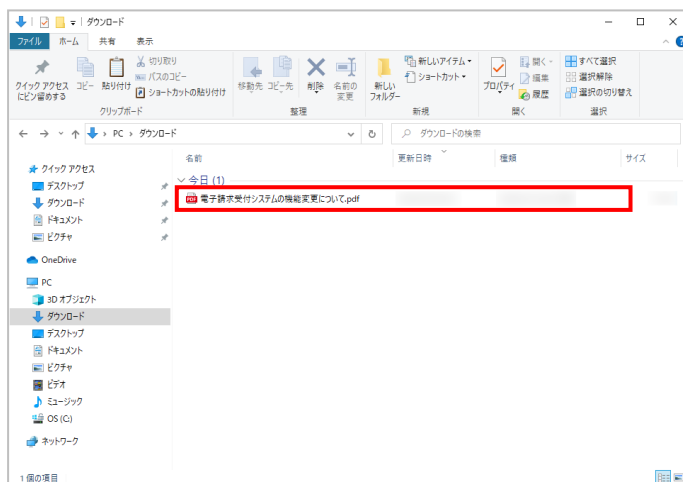 ダウンロード
ファイル ホーム 共有 表示
クイック アクセスにピン留めする
コピー
貼り付け
切り取り
パスのコピー
ショートカットの貼り付け
クリップボード
移動先
コピー先
削除
名前の変更
整理
新しいフォルダー
新しいアイテム
ショートカット
新規
プロパティ
開く
編集
履歴
開く
すべて選択
選択解除
選択の切り替え
選択
PC › ダウンロード
ダウンロードの検索
名前 更新日時 種類 サイズ
今日 (1)
PDF 電子請求受付システムの機能変更について.pdf
クイック アクセス
デスクトップ
ダウンロード
ドキュメント
ピクチャ
OneDrive
PC
3D オブジェクト
ダウンロード
デスクトップ
ドキュメント
ピクチャ
ビデオ
ミュージック
OS (C:)
ネットワーク
1 個の項目